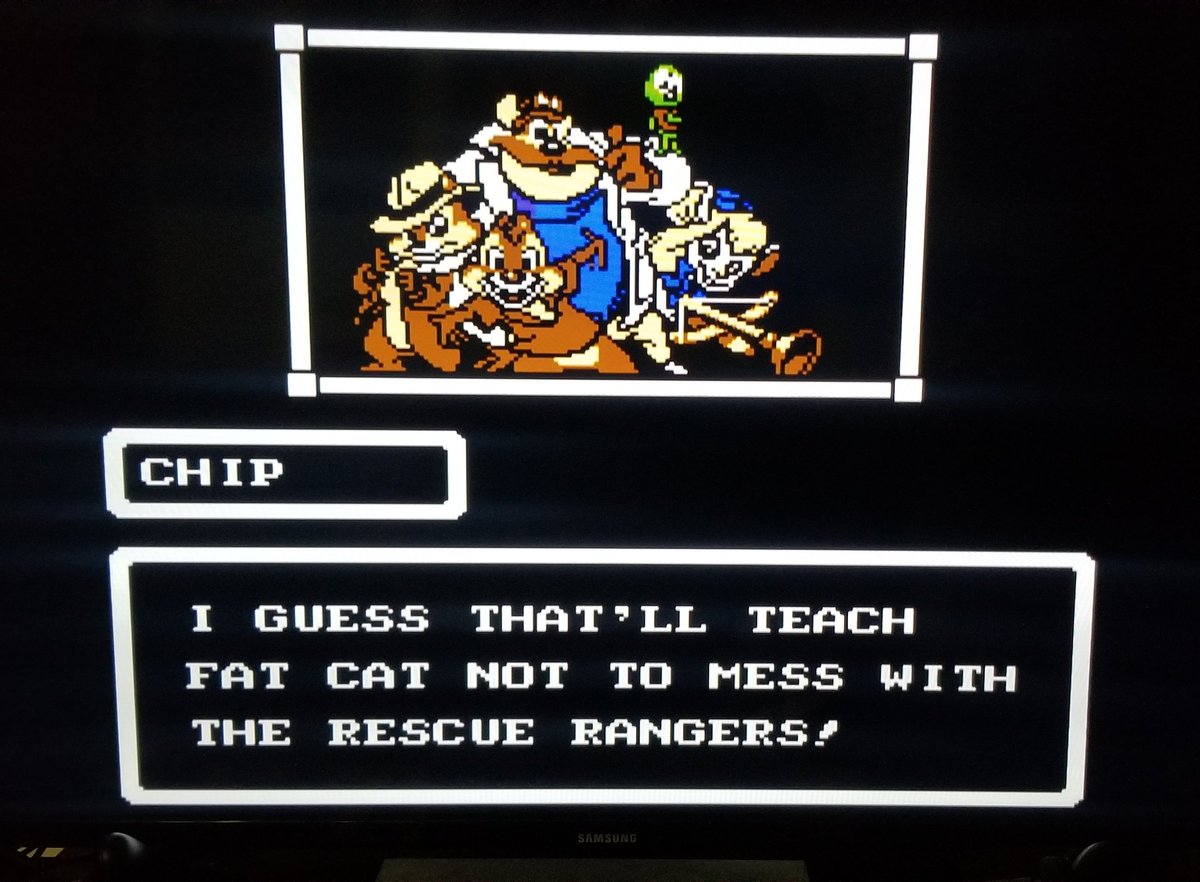 CHIP
I GUESS THAT'LL TEACH
FAT CAT NOT TO MESS WITH
THE RESCUE RANGERS!
SAMSUNG